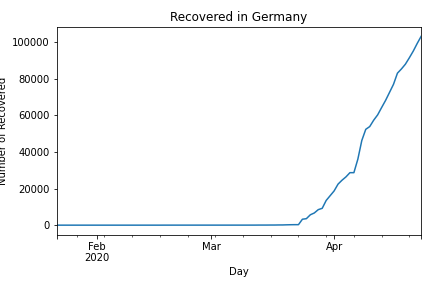 Recovered in Germany
Number of Recovered
100000
80000
60000
40000
20000
0
Feb
2020
Mar
Apr
Day